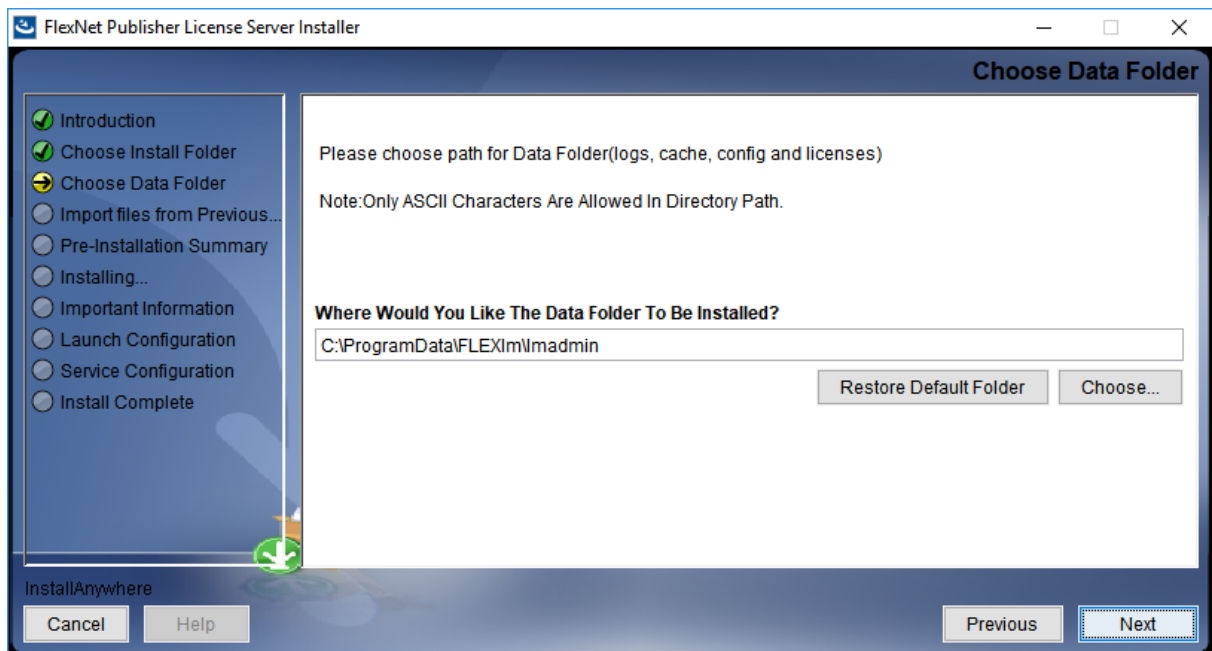 FlexNet Publisher License Server Installer
Choose Data Folder
Introduction
Choose Install Folder
Choose Data Folder
Import files from Previous...
Pre-Installation Summary
Installing...
Important Information
Launch Configuration
Service Configuration
Install Complete
Please choose path for Data Folder(logs, cache, config and licenses)
Note:Only ASCII Characters Are Allowed In Directory Path.
Where Would You Like The Data Folder To Be Installed?
C:\ProgramData\FLEXlm\lmadmin
Restore Default Folder
Choose...
InstallAnywhere
Cancel
Help
Previous
Next